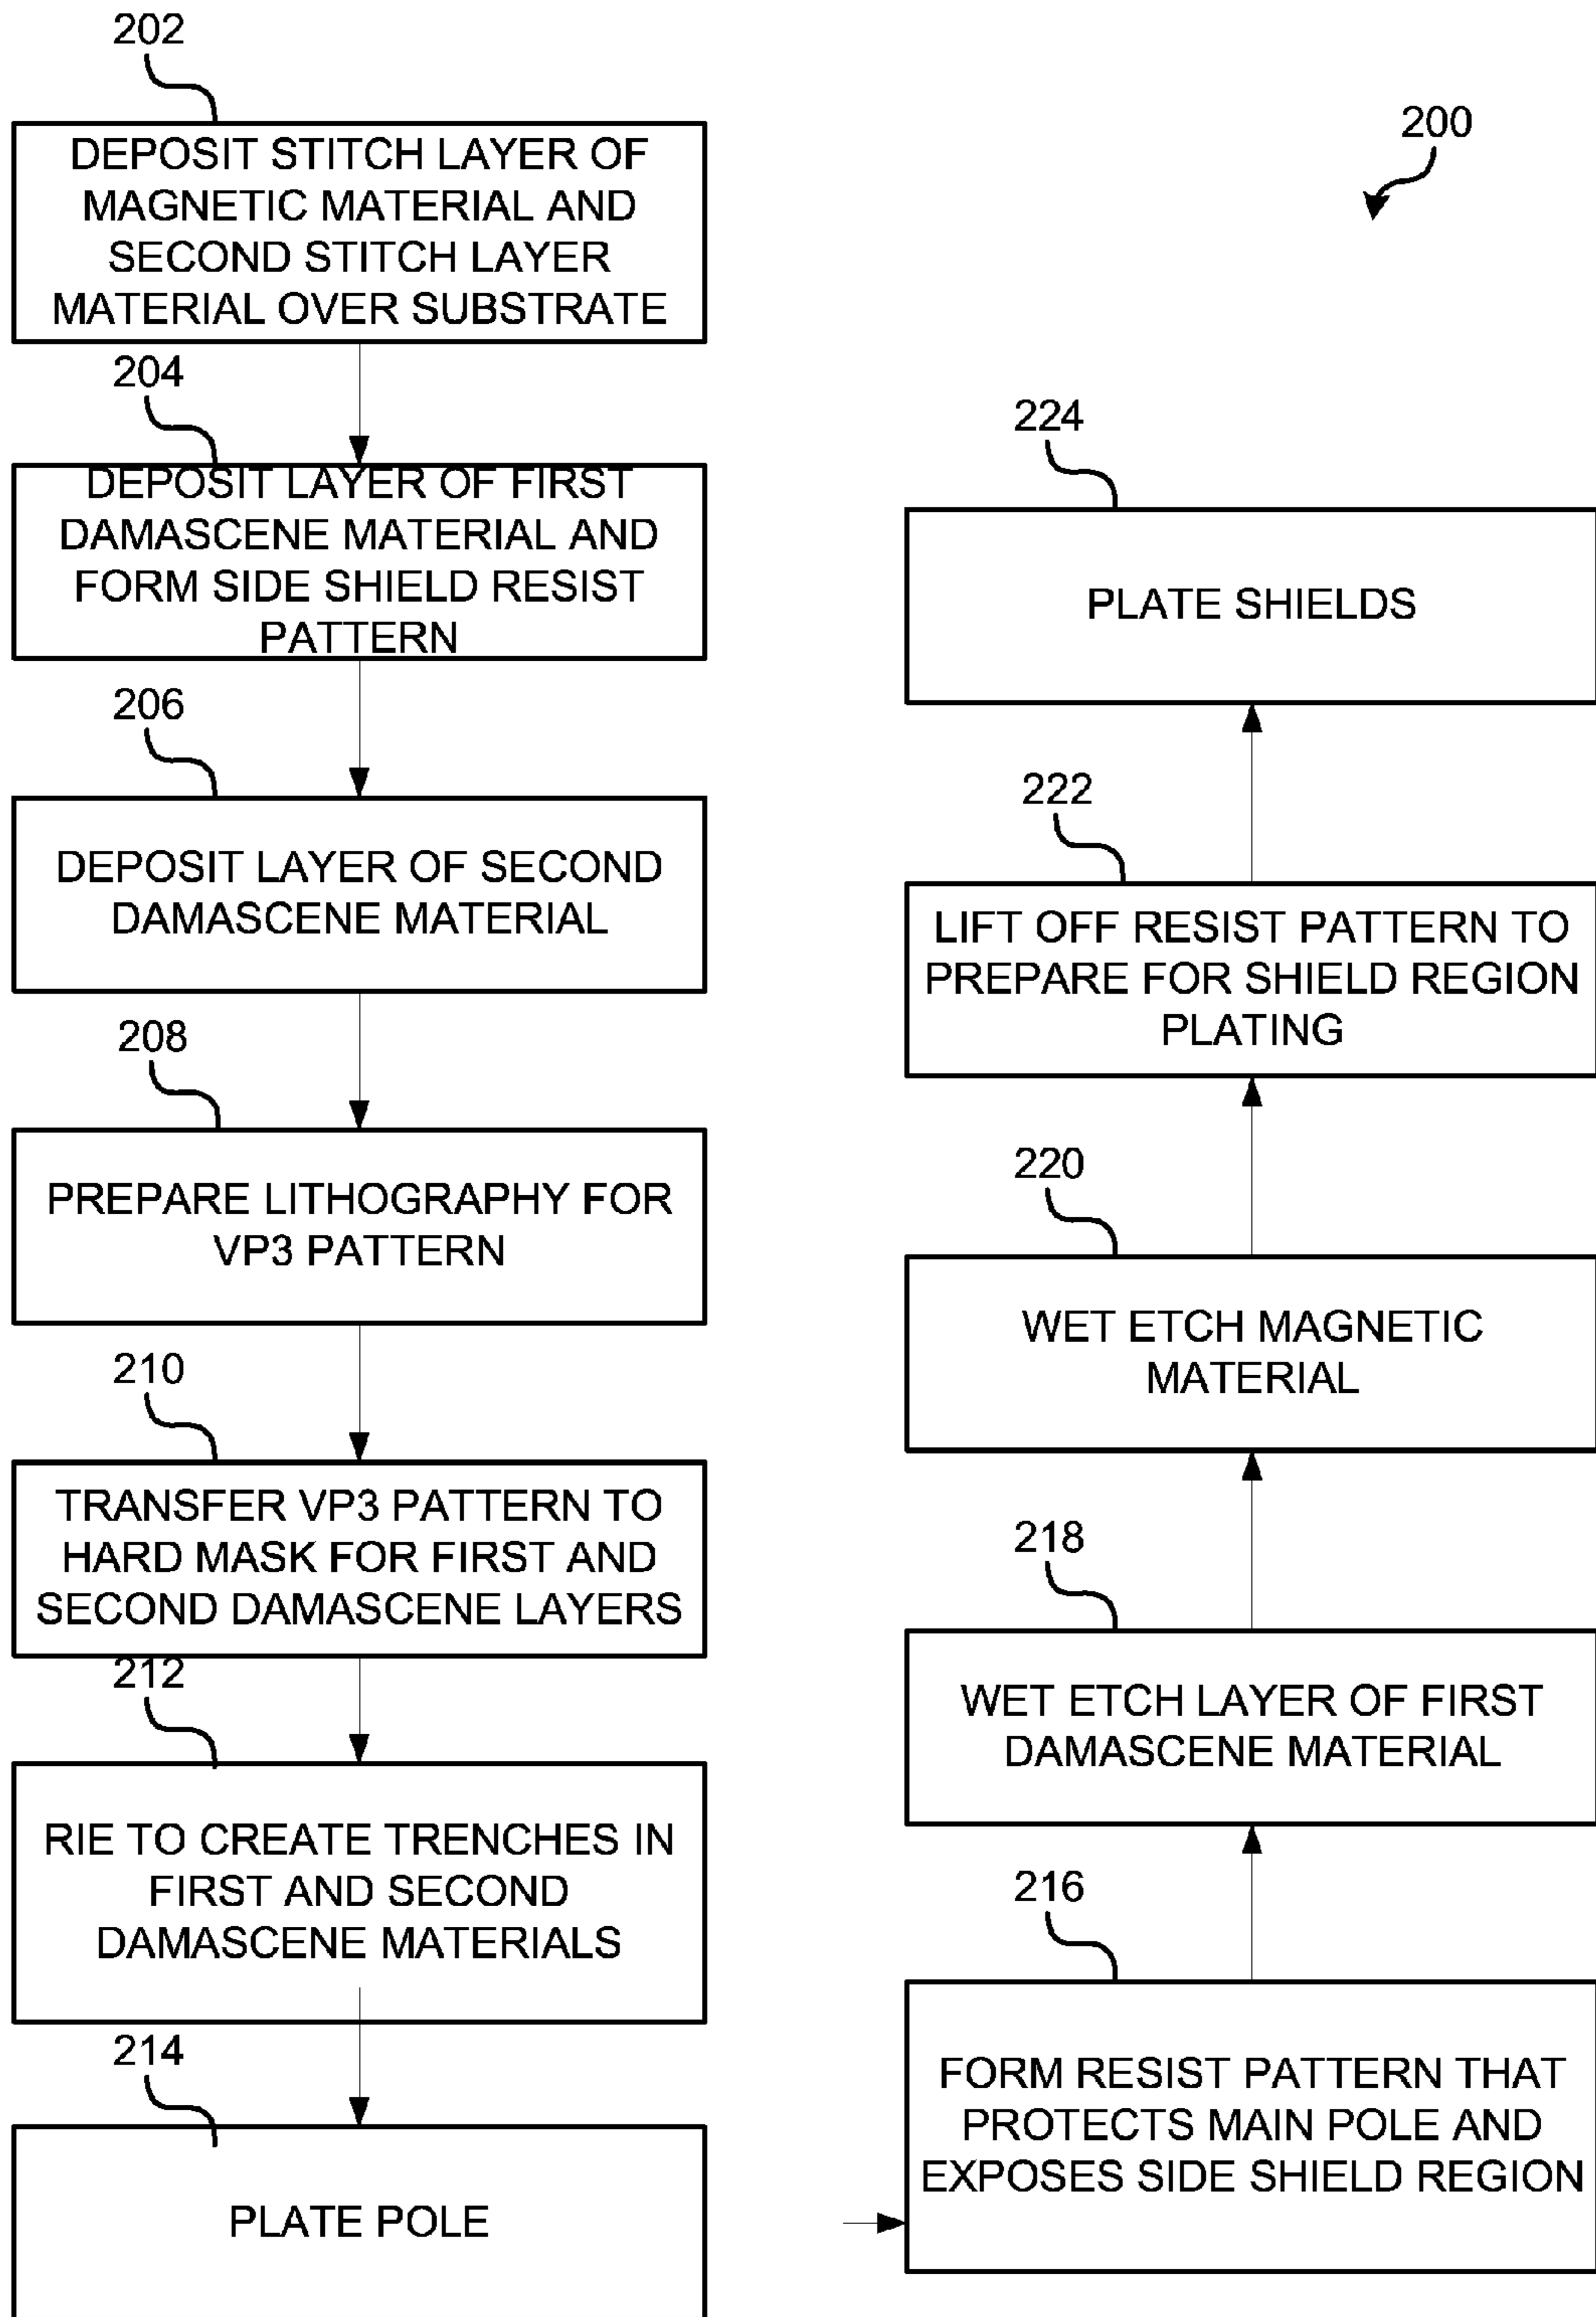 202
DEPOSIT STITCH LAYER OF
MAGNETIC MATERIAL AND
SECOND STITCH LAYER
MATERIAL OVER SUBSTRATE
204
DEPOSIT LAYER OF FIRST
DAMASCENE MATERIAL AND
FORM SIDE SHIELD RESIST
PATTERN
206
DEPOSIT LAYER OF SECOND
DAMASCENE MATERIAL
208
PREPARE LITHOGRAPHY FOR
VP3 PATTERN
210
TRANSFER VP3 PATTERN TO
HARD MASK FOR FIRST AND
SECOND DAMASCENE LAYERS
212
RIE TO CREATE TRENCHES IN
FIRST AND SECOND
DAMASCENE MATERIALS
214
PLATE POLE
200
224
PLATE SHIELDS
222
LIFT OFF RESIST PATTERN TO
PREPARE FOR SHIELD REGION
PLATING
220
WET ETCH MAGNETIC
MATERIAL
218
WET ETCH LAYER OF FIRST
DAMASCENE MATERIAL
216
FORM RESIST PATTERN THAT
PROTECTS MAIN POLE AND
EXPOSES SIDE SHIELD REGION